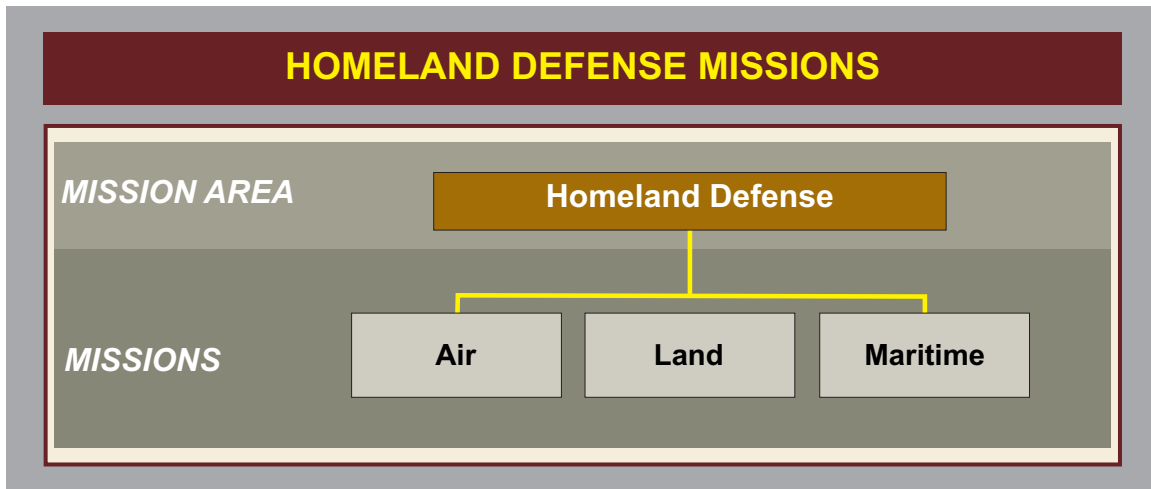 HOMELAND DEFENSE MISSIONS
MISSION AREA
Homeland Defense
MISSIONS
Air
Land
Maritime